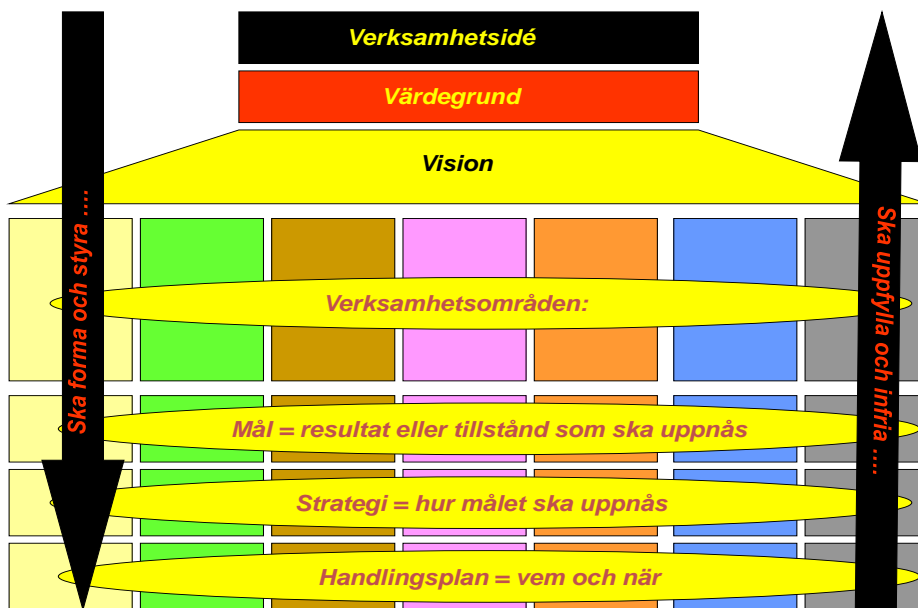 Verksamhetsidé
Värdegrund
Vision
Ska forma och styra ....
Ska uppfylla och infria ....
Verksamhetsområden:
Mål = resultat eller tillstånd som ska uppnås
Strategi = hur målet ska uppnås
Handlingsplan = vem och när